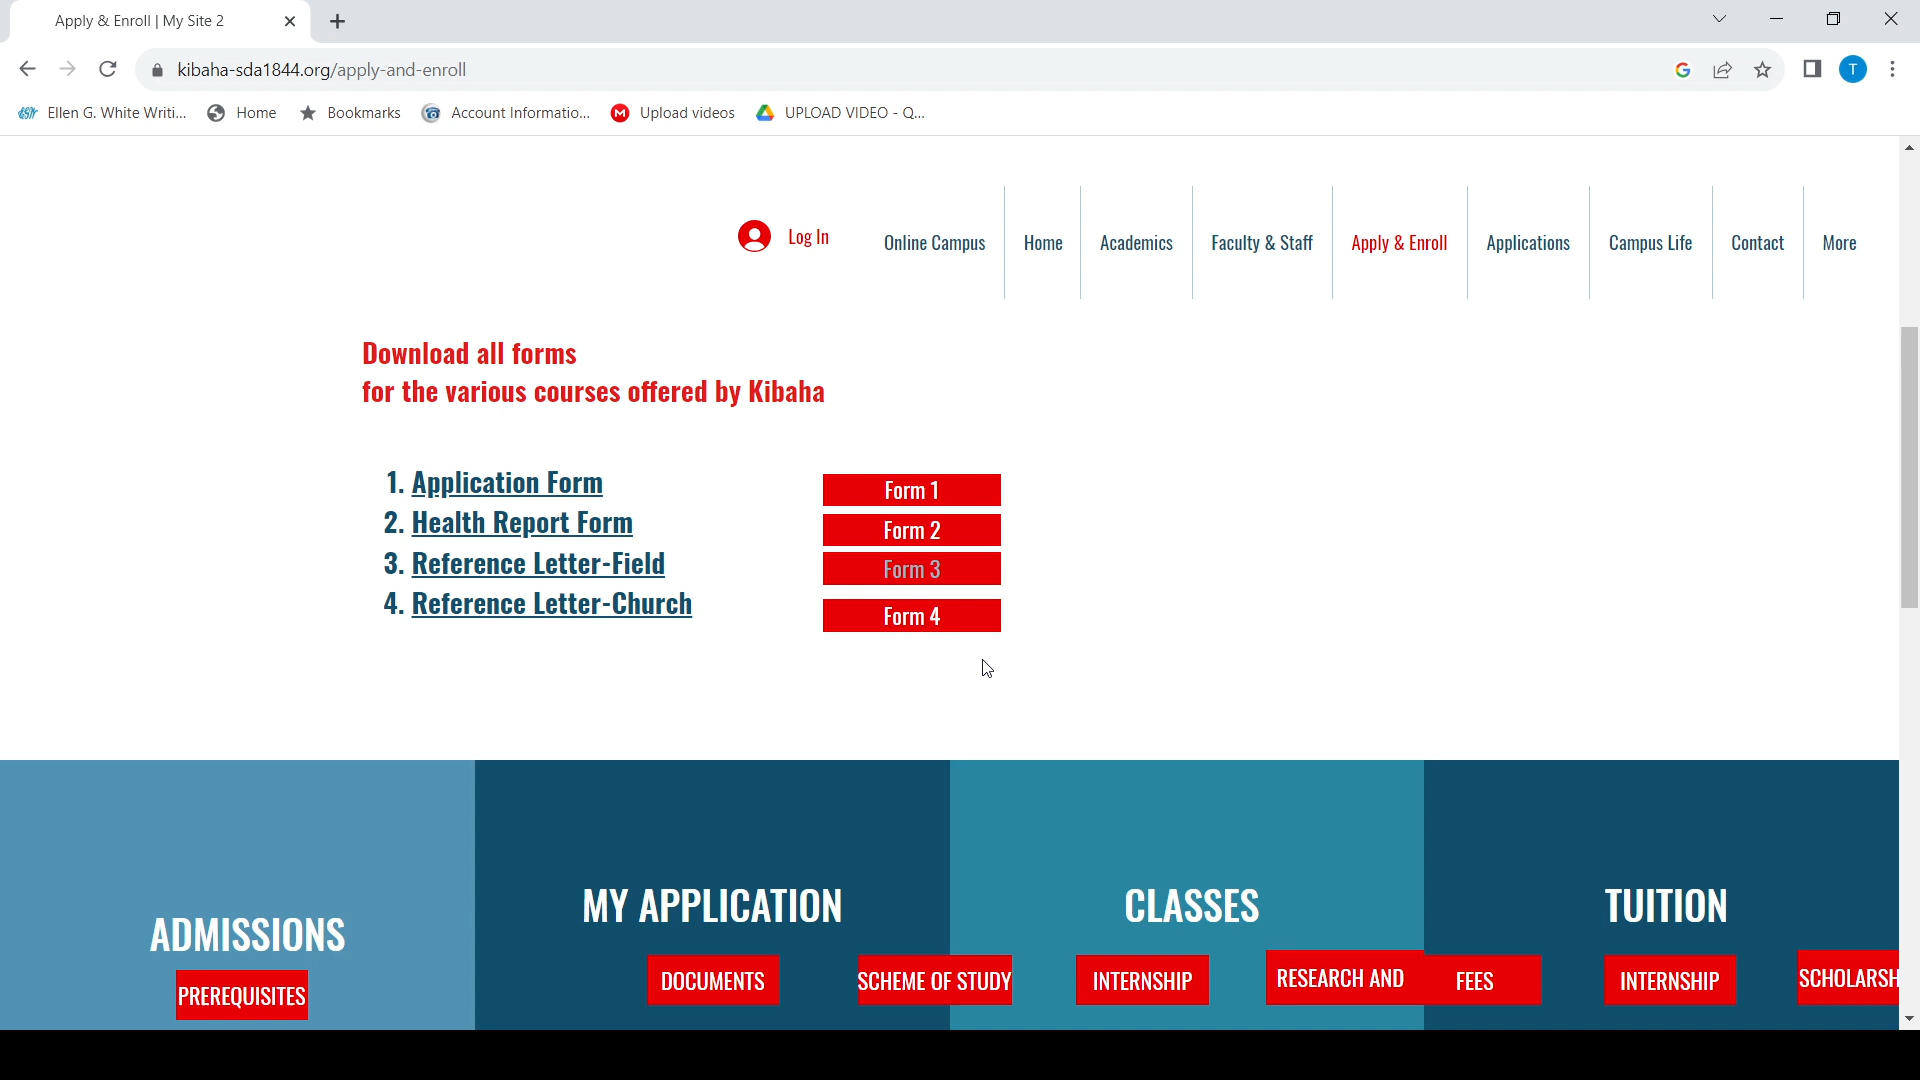 Apply & Enroll | My Site 2
kibaha-sda1844.org/apply-and-enroll
T
Ellen G. White Writi...
Home
Bookmarks
Account Informatio...
M
Upload videos
UPLOAD VIDEO - Q...
Log In
Online Campus
Home
Academics
Faculty & Staff
Apply & Enroll
Applications
Campus Life
Contact
More
Download all forms
for the various courses offered by Kibaha
1. Application Form
Form 1
2. Health Report Form
Form 2
3. Reference Letter-Field
Form 3
4. Reference Letter-Church
Form 4
ADMISSIONS
PREREQUISITES
MY APPLICATION
DOCUMENTS
SCHEME OF STUDY
CLASSES
INTERNSHIP
RESEARCH AND
TUITION
FEES
INTERNSHIP
SCHOLARSH